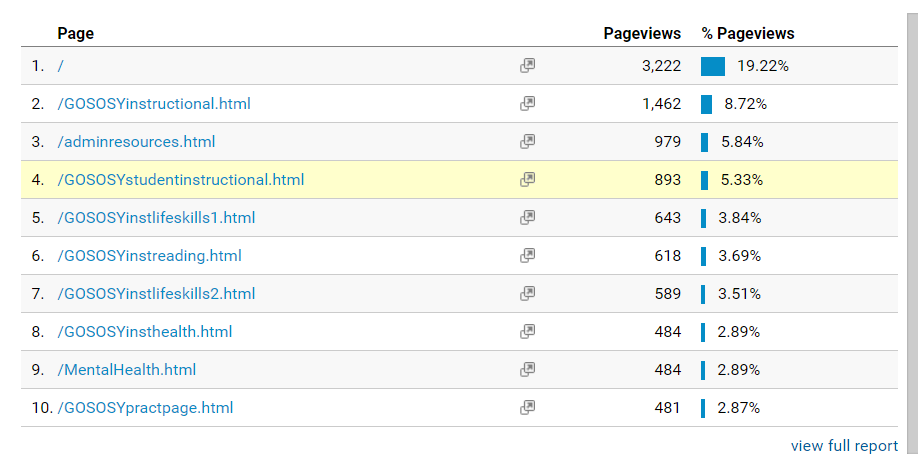 Page Pageviews % Pageviews
1. / 3,222 19.22%
2. /GOSOSYinstructional.html 1,462 8.72%
3. /adminresources.html 979 5.84%
4. /GOSOSYstudentinstructional.html 893 5.33%
5. /GOSOSYinstlifeskills1.html 643 3.84%
6. /GOSOSYinstreading.html 618 3.69%
7. /GOSOSYinstlifeskills2.html 589 3.51%
8. /GOSOSYinsthealth.html 484 2.89%
9. /MentalHealth.html 484 2.89%
10. /GOSOSYpractpage.html 481 2.87%
view full report